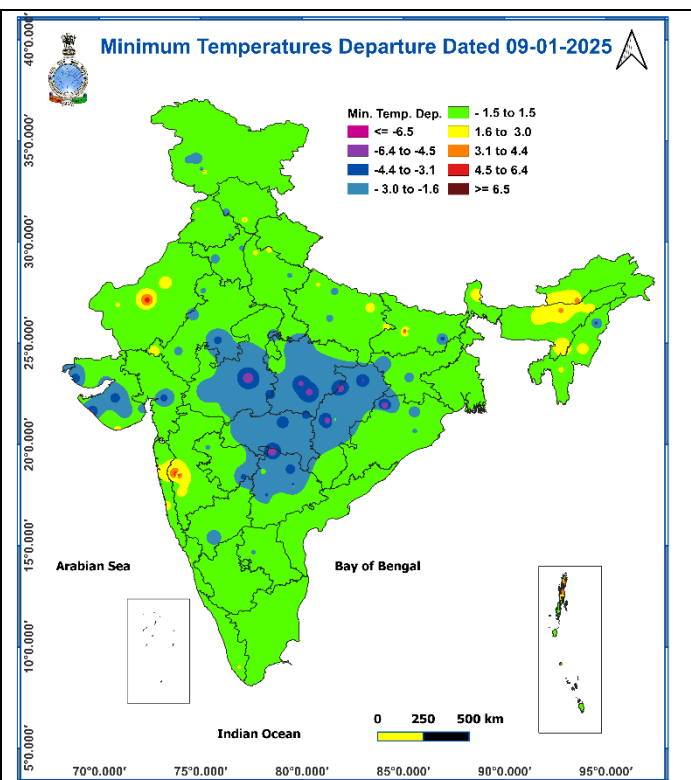 Minimum Temperatures Departure Dated 09-01-2025
Min. Temp. Dep.
<= -6.5
-6.4 to -4.5
-4.4 to -3.1
- 3.0 to -1.6
- 1.5 to 1.5
1.6 to 3.0
3.1 to 4.4
4.5 to 6.4
>= 6.5
40°0.000'
35°0.000'
30°0.000'
25°0.000'
20°0.000'
15°0.000'
10°0.000'
5°0.000'
Arabian Sea
Bay of Bengal
Indian Ocean
0 250 500 km
70°0.000' 75°0.000' 80°0.000' 85°0.000' 90°0.000' 95°0.000'